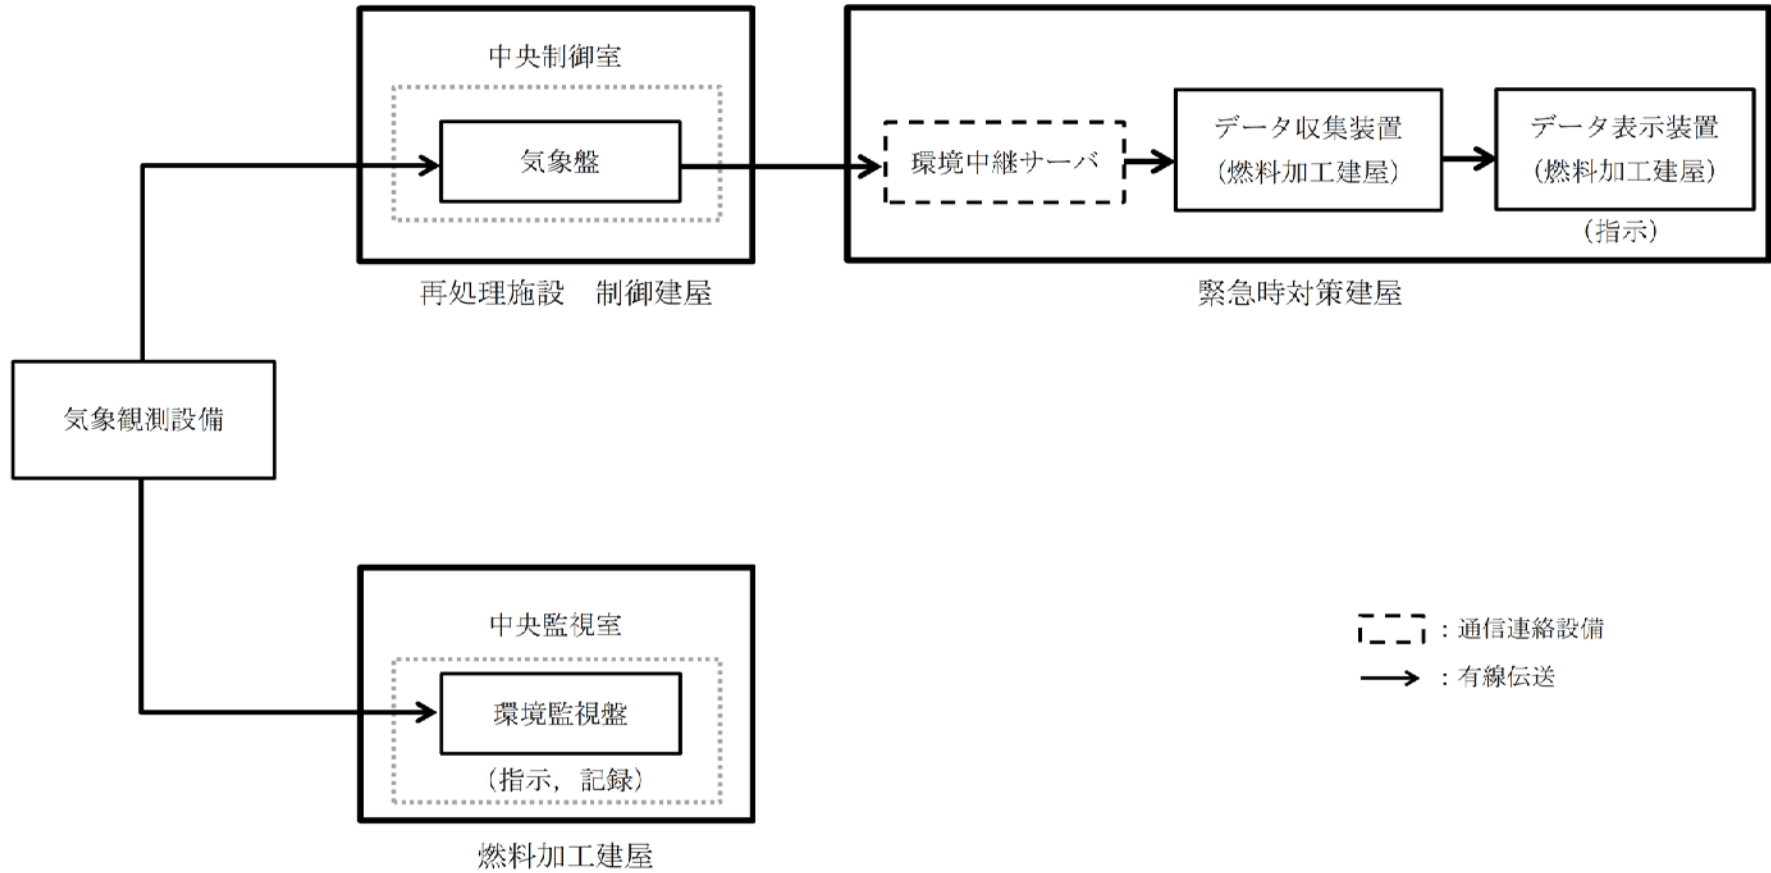 中央制御室
気象盤
再処理施設　制御建屋
環境中継サーバ
データ収集装置
(燃料加工建屋)
データ表示装置
(燃料加工建屋)
(指示)
緊急時対策建屋
気象観測設備
中央監視室
環境監視盤
(指示，記録)
燃料加工建屋
：通信連絡設備
：有線伝送